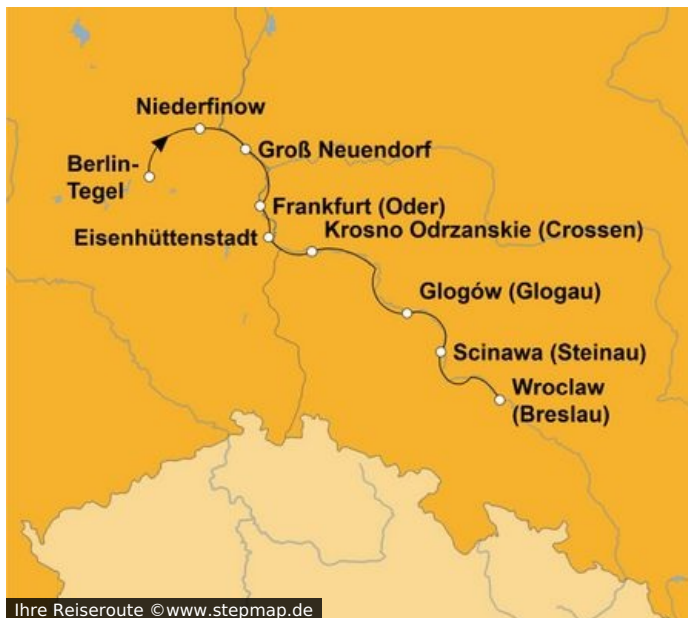 Niederfinow
Groß Neuendorf
Berlin-
Tegel
Frankfurt (Oder)
Krosno Odrzanskie (Crossen)
Eisenhüttenstadt
Glogów (Glogau)
Scinawa (Steinau)
Wroclaw
(Breslau)
Ihre Reiseroute ©www.stepmap.de